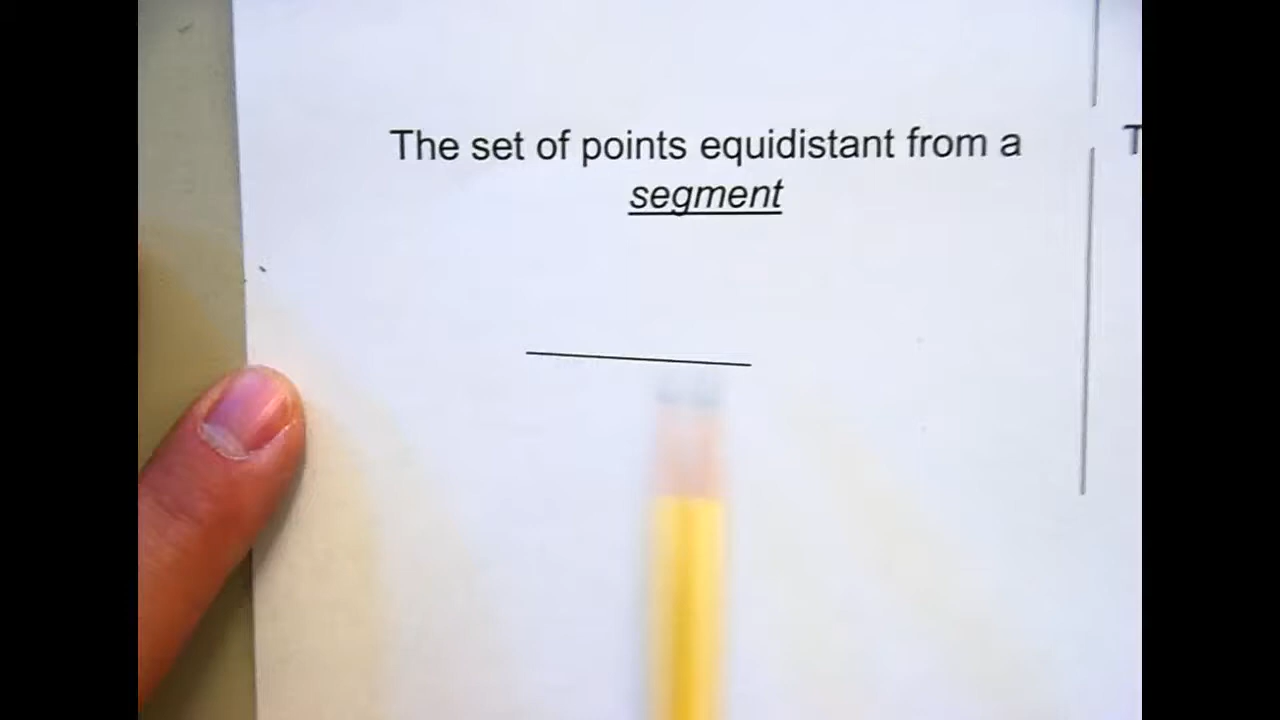 The set of points equidistant from a
segment
T